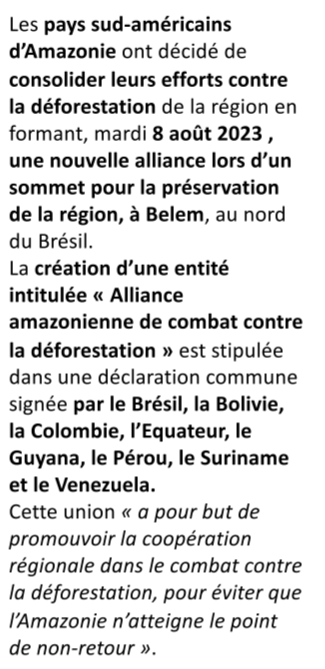 Les pays sud-américains
d’Amazonie ont décidé de
consolider leurs efforts contre
la déforestation de la région en
formant, mardi 8 août 2023 ,
une nouvelle alliance lors d’un
sommet pour la préservation
de la région, à Belem, au nord
du Brésil.
La création d’une entité
intitulée « Alliance
amazonienne de combat contre
la déforestation » est stipulée
dans une déclaration commune
signée par le Brésil, la Bolivie,
la Colombie, l’Equateur, le
Guyana, le Pérou, le Suriname
et le Venezuela.
Cette union « a pour but de
promouvoir la coopération
régionale dans le combat contre
la déforestation, pour éviter que
l’Amazonie n’atteigne le point
de non-retour ».